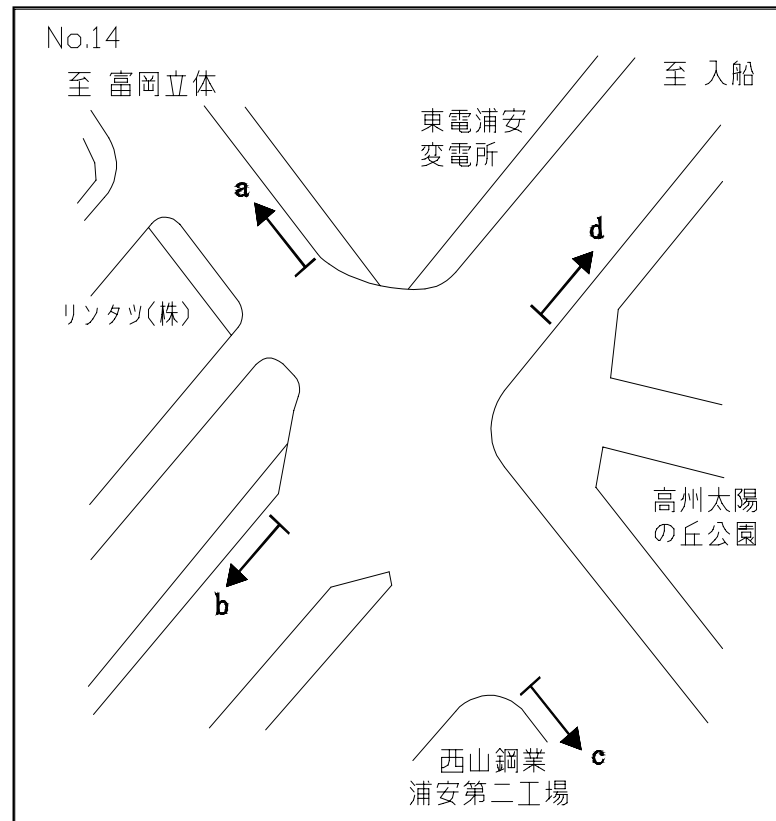 No.14
至 富岡立体
至 入船
東電浦安
変電所
a
d
リンタツ(株)
高州太陽
の丘公園
b
西山鋼業
浦安第二工場
c